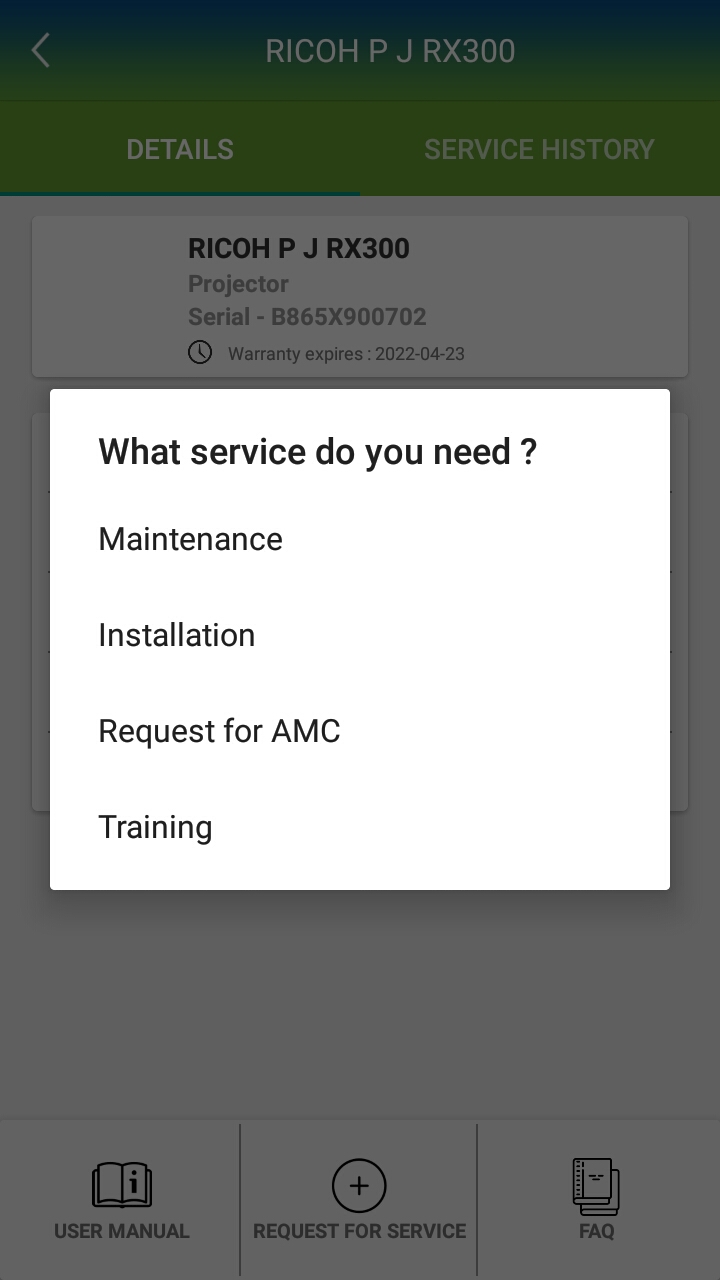 RICOH P J RX300
DETAILS
SERVICE HISTORY
RICOH P J RX300
Projector
Serial - B865X900702
Warranty expires : 2022-04-23
What service do you need ?
Maintenance
Installation
Request for AMC
Training
USER MANUAL
REQUEST FOR SERVICE
FAQ